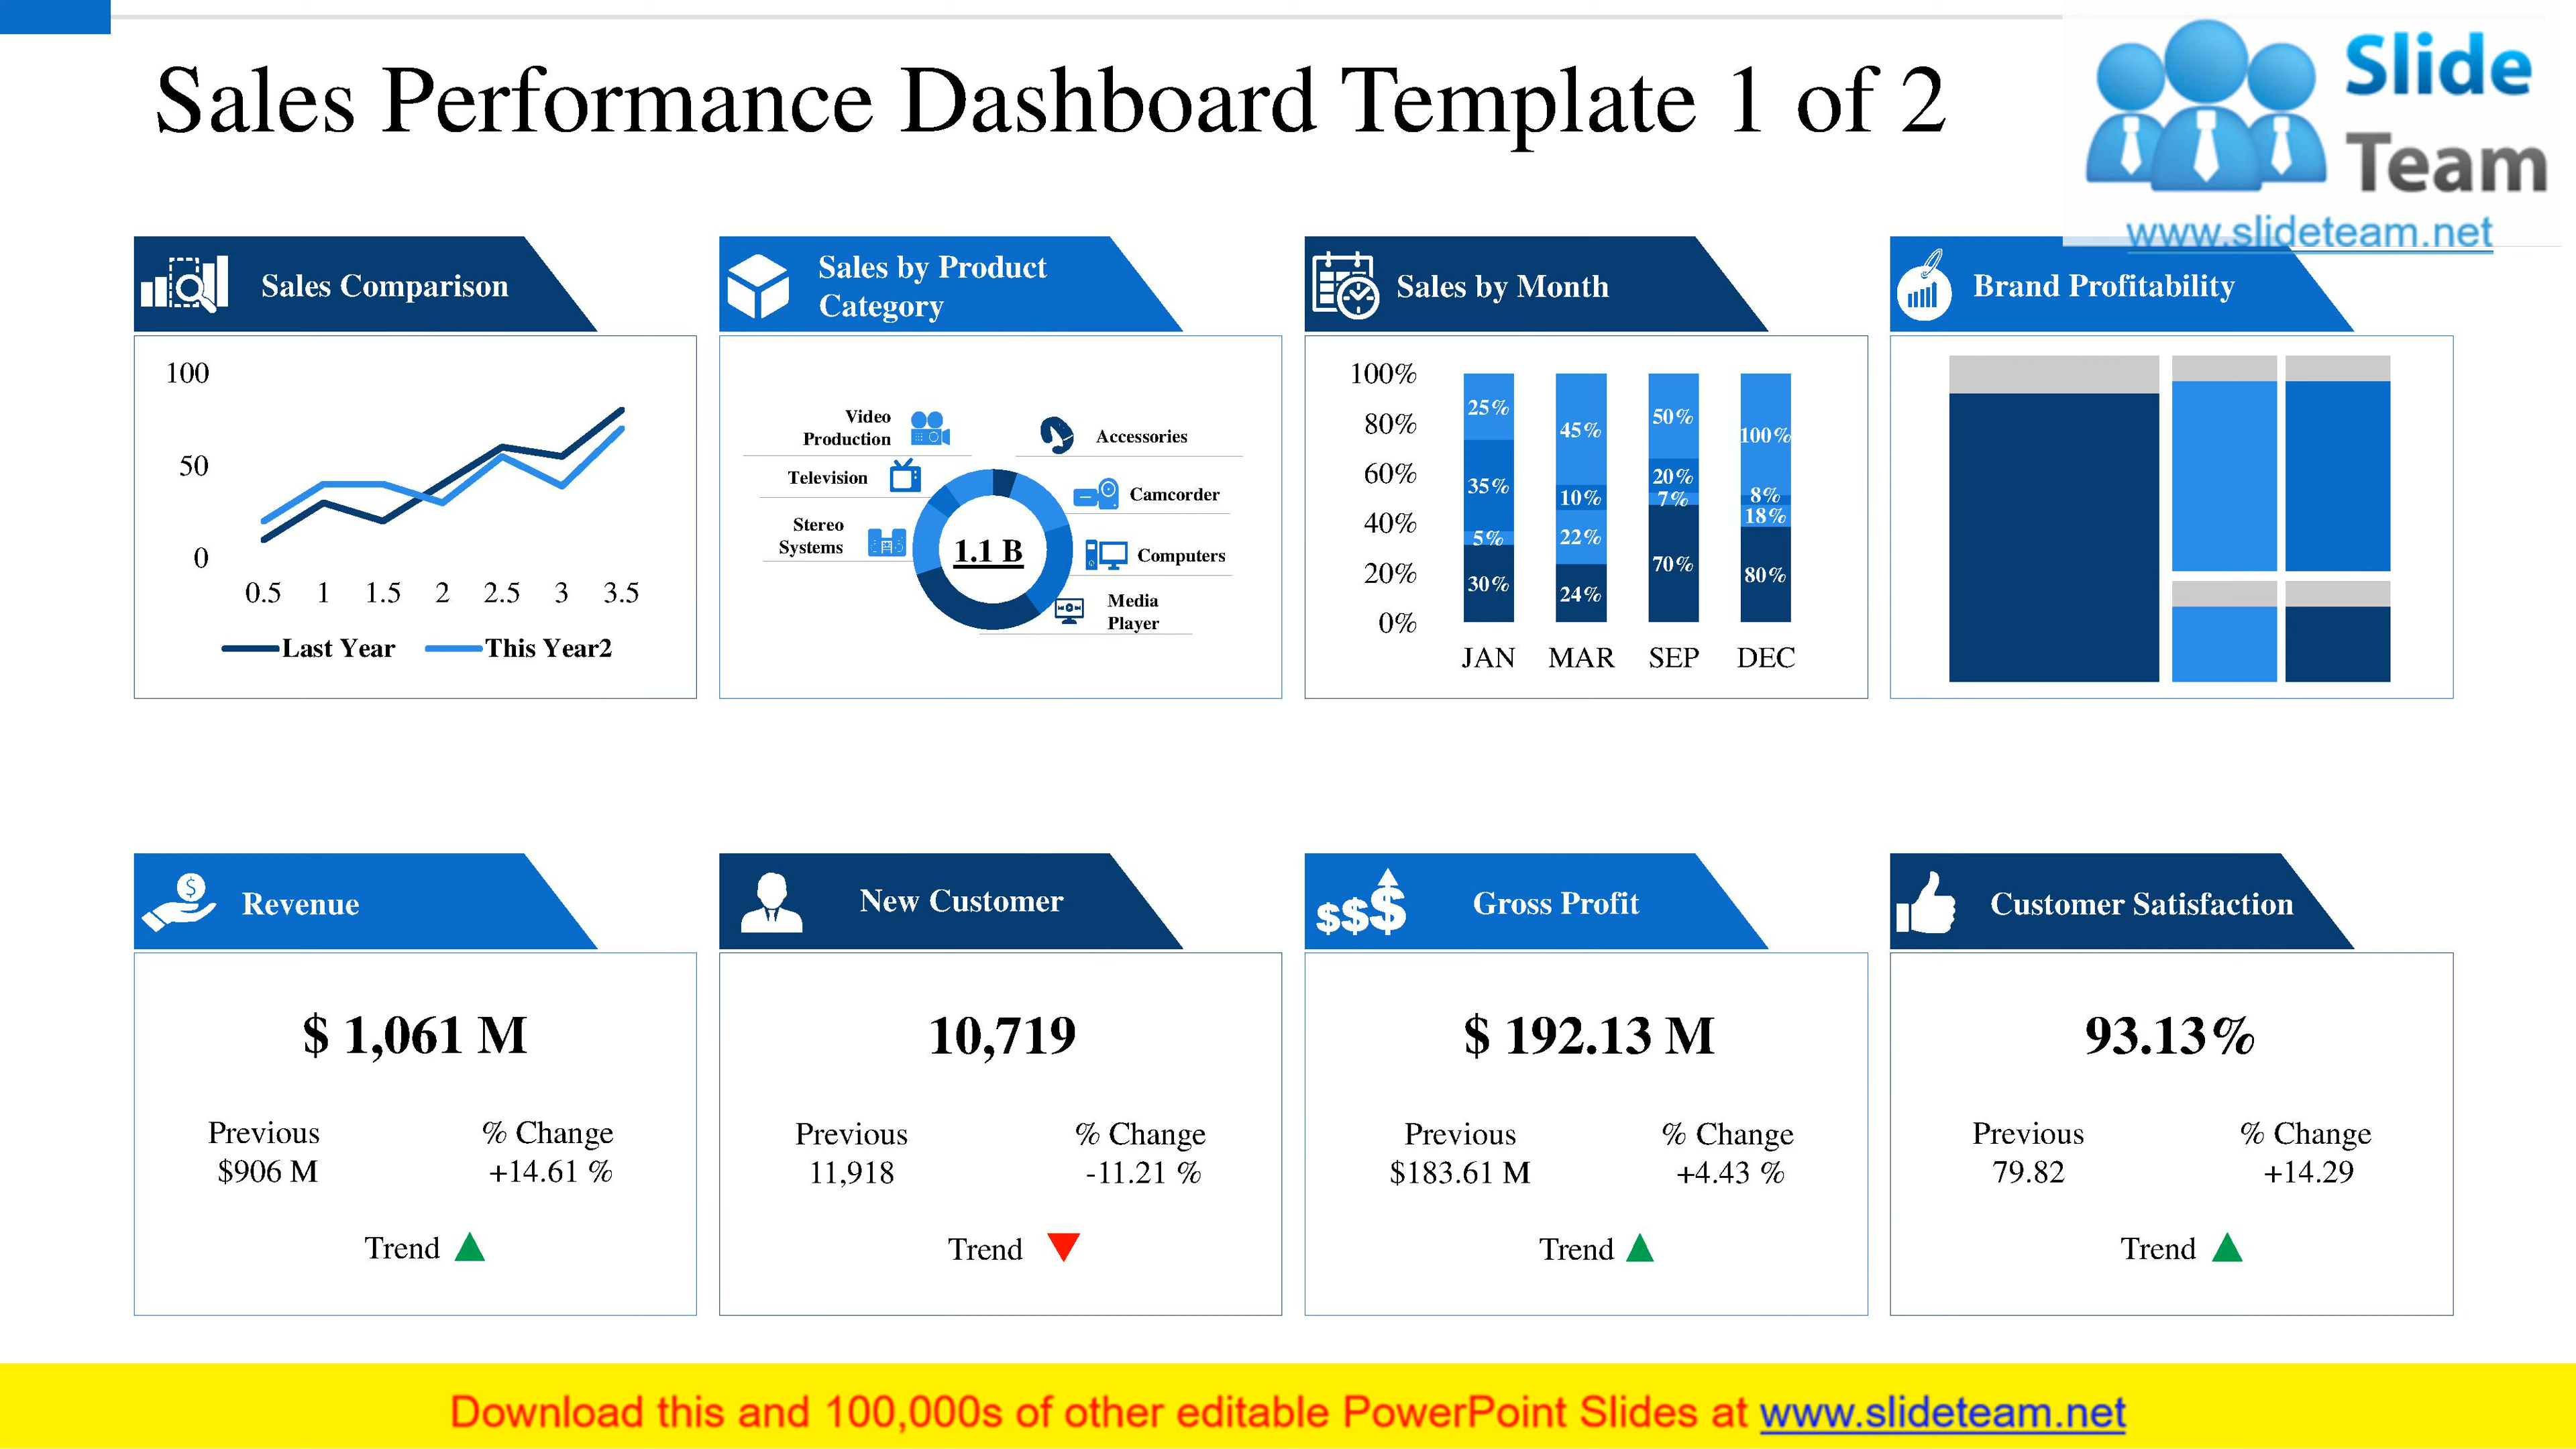 Sales Performance Dashboard Template 1 of 2
Slide
Team
www.slideteam.net
Sales Comparison
100
50
0
0.5 1 1.5 2 2.5 3 3.5
Last Year This Year2
Sales by Product
Category
Video
Production
Television
Stereo
Systems
1.1 B
Accessories
Camcorder
Computers
Media
Player
Sales by Month
100%
80%
60%
40%
20%
0%
25%
35%
5%
30%
45%
10%
22%
24%
50%
20%
7%
70%
100%
8%
18%
80%
JAN MAR SEP DEC
Brand Profitability
Revenue
$ 1,061 M
Previous % Change
$906 M +14.61 %
Trend
New Customer
10,719
Previous % Change
11,918 -11.21 %
Trend
$$$
Gross Profit
$ 192.13 M
Previous % Change
$183.61 M +4.43 %
Trend
Customer Satisfaction
93.13%
Previous % Change
79.82 +14.29
Trend
Download this and 100,000s of other editable PowerPoint Slides at www.slideteam.net